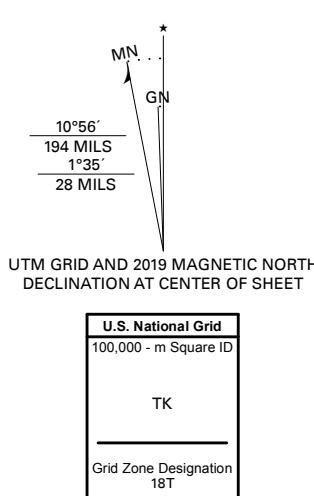 ★
MN
GN
10°56´
194 MILS
1°35´
28 MILS
UTM GRID AND 2019 MAGNETIC NORTH
DECLINATION AT CENTER OF SHEET
U.S. National Grid
100,000 - m Square ID
TK
Grid Zone Designation
18T